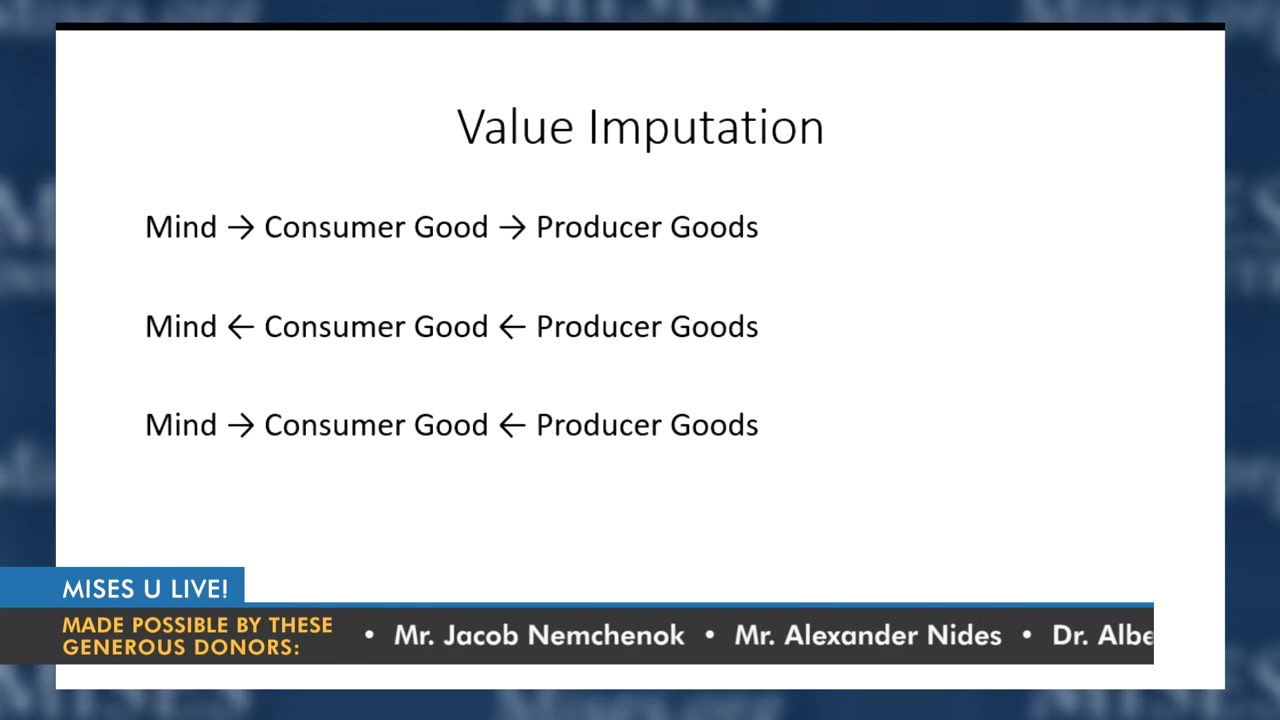 Value Imputation
Mind → Consumer Good → Producer Goods
Mind ← Consumer Good ← Producer Goods
Mind → Consumer Good ← Producer Goods
MISES U LIVE!
MADE POSSIBLE BY THESE
GENEROUS DONORS:
• Mr. Jacob Nemchenok • Mr. Alexander Nides • Dr. Albe